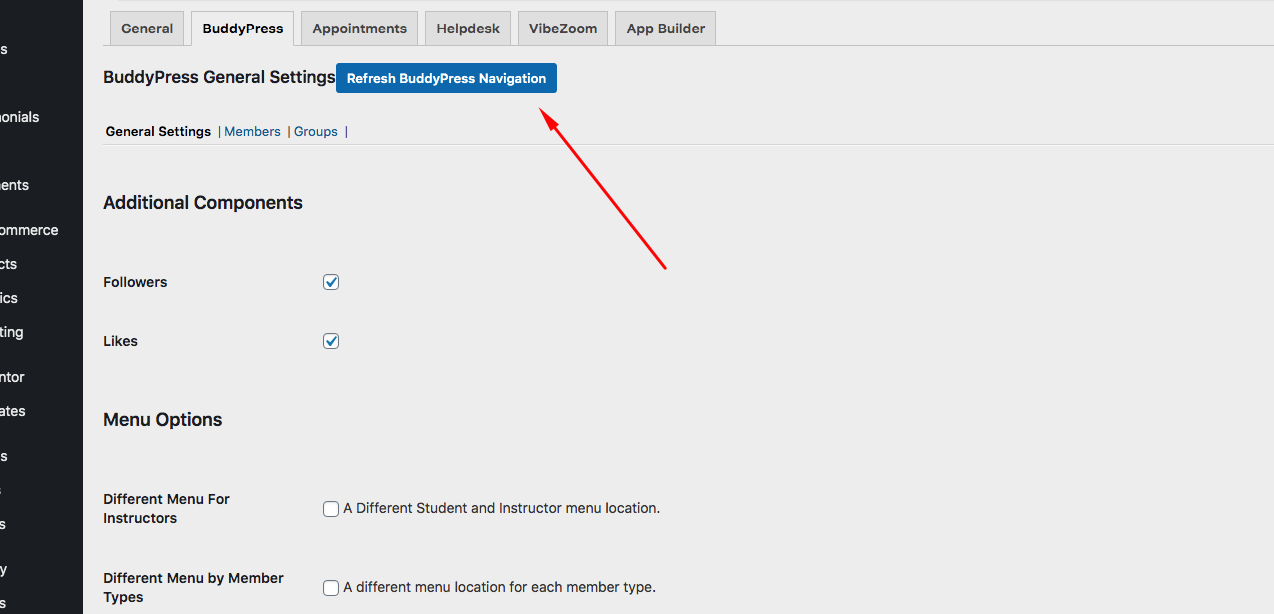 General BuddyPress Appointments Helpdesk VibeZoom App Builder
BuddyPress General Settings Refresh BuddyPress Navigation
General Settings | Members | Groups |
Additional Components
Followers
Likes
Menu Options
Different Menu For
Instructors
A Different Student and Instructor menu location.
Different Menu by Member
Types
A different menu location for each member type.
s
onials
ents
ommerce
cts
ics
ting
ntor
ates
s
s
s
y
s